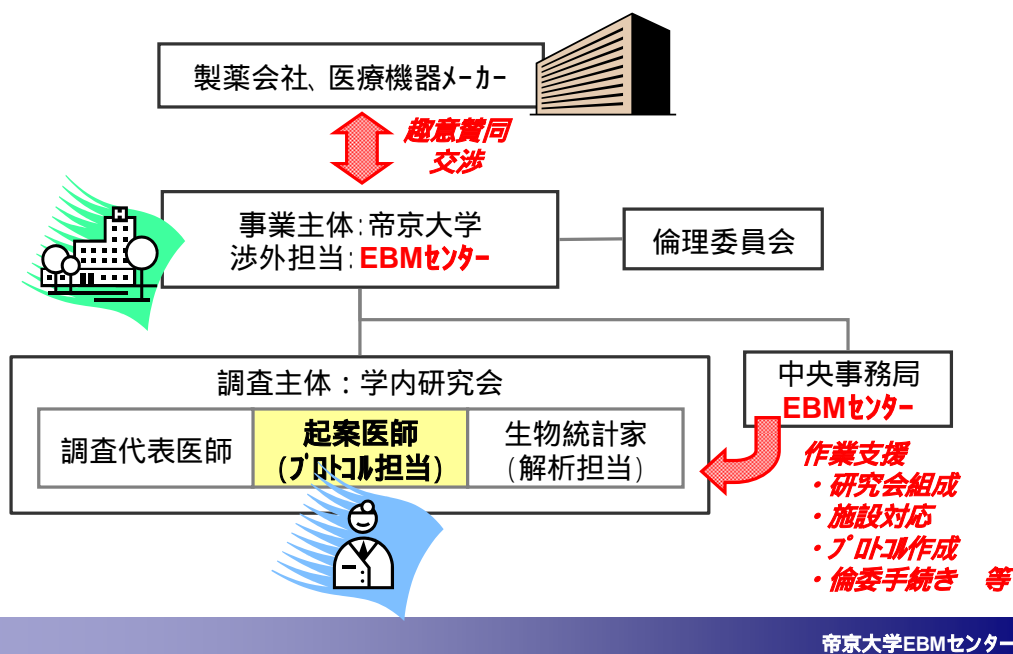 製薬会社、医療機器ﾒｰｶｰ
趣意賛同
交渉
事業主体:帝京大学
渉外担当:EBMｾﾝﾀｰ
倫理委員会
調査主体：学内研究会
調査代表医師
起案医師
(ﾌﾟﾛﾄｺﾙ担当)
生物統計家
(解析担当)
中央事務局
EBMｾﾝﾀｰ
作業支援
・研究会組成
・施設対応
・ﾌﾟﾛﾄｺﾙ作成
・倫委手続き　等
帝京大学EBMセンター